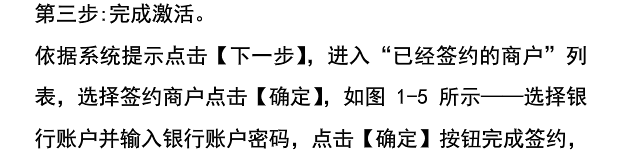 第三步:完成激活。
依据系统提示点击【下一步】，进入“已经签约的商户”列
表，选择签约商户点击【确定】，如图 1-5 所示——选择银
行账户并输入银行账户密码，点击【确定】按钮完成签约，